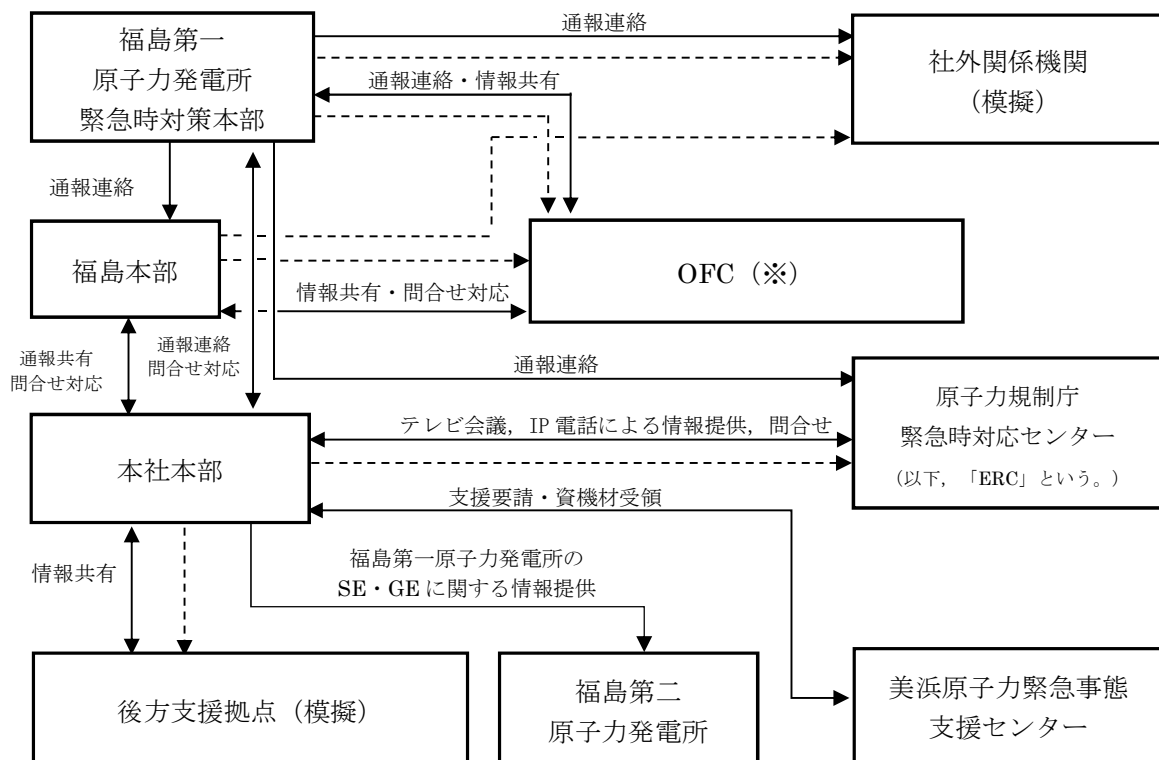 福島第一
原子力発電所
緊急時対策本部
通報連絡
社外関係機関
（模擬）
通報連絡・情報共有
通報連絡
福島本部
OFC（※）
情報共有・問合せ対応
通報共有
問合せ対応
通報連絡
問合せ対応
通報連絡
原子力規制庁
緊急時対応センター
（以下，「ERC」という。）
テレビ会議，IP 電話による情報提供，問合せ
本社本部
支援要請・資機材受領
情報共有
福島第一原子力発電所の
SE・GE に関する情報提供
後方支援拠点（模擬）
福島第二
原子力発電所
美浜原子力緊急事態
支援センター